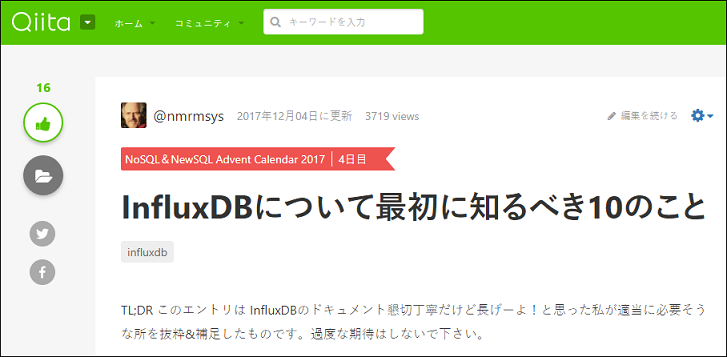 Qiita ホーム コミュニティ キーワードを入力
16
@nmrmsys 2017年12月04日に更新 3719 views 編集を続ける
NoSQL＆NewSQL Advent Calendar 2017 | 4日目
InfluxDBについて最初に知るべき10のこと
influxdb
TL;DR このエントリは InfluxDBのドキュメント懇切丁寧だけど長げーよ！と思った私が適当に必要そう
な所を抜粋&補足したものです。過度な期待はしないで下さい。